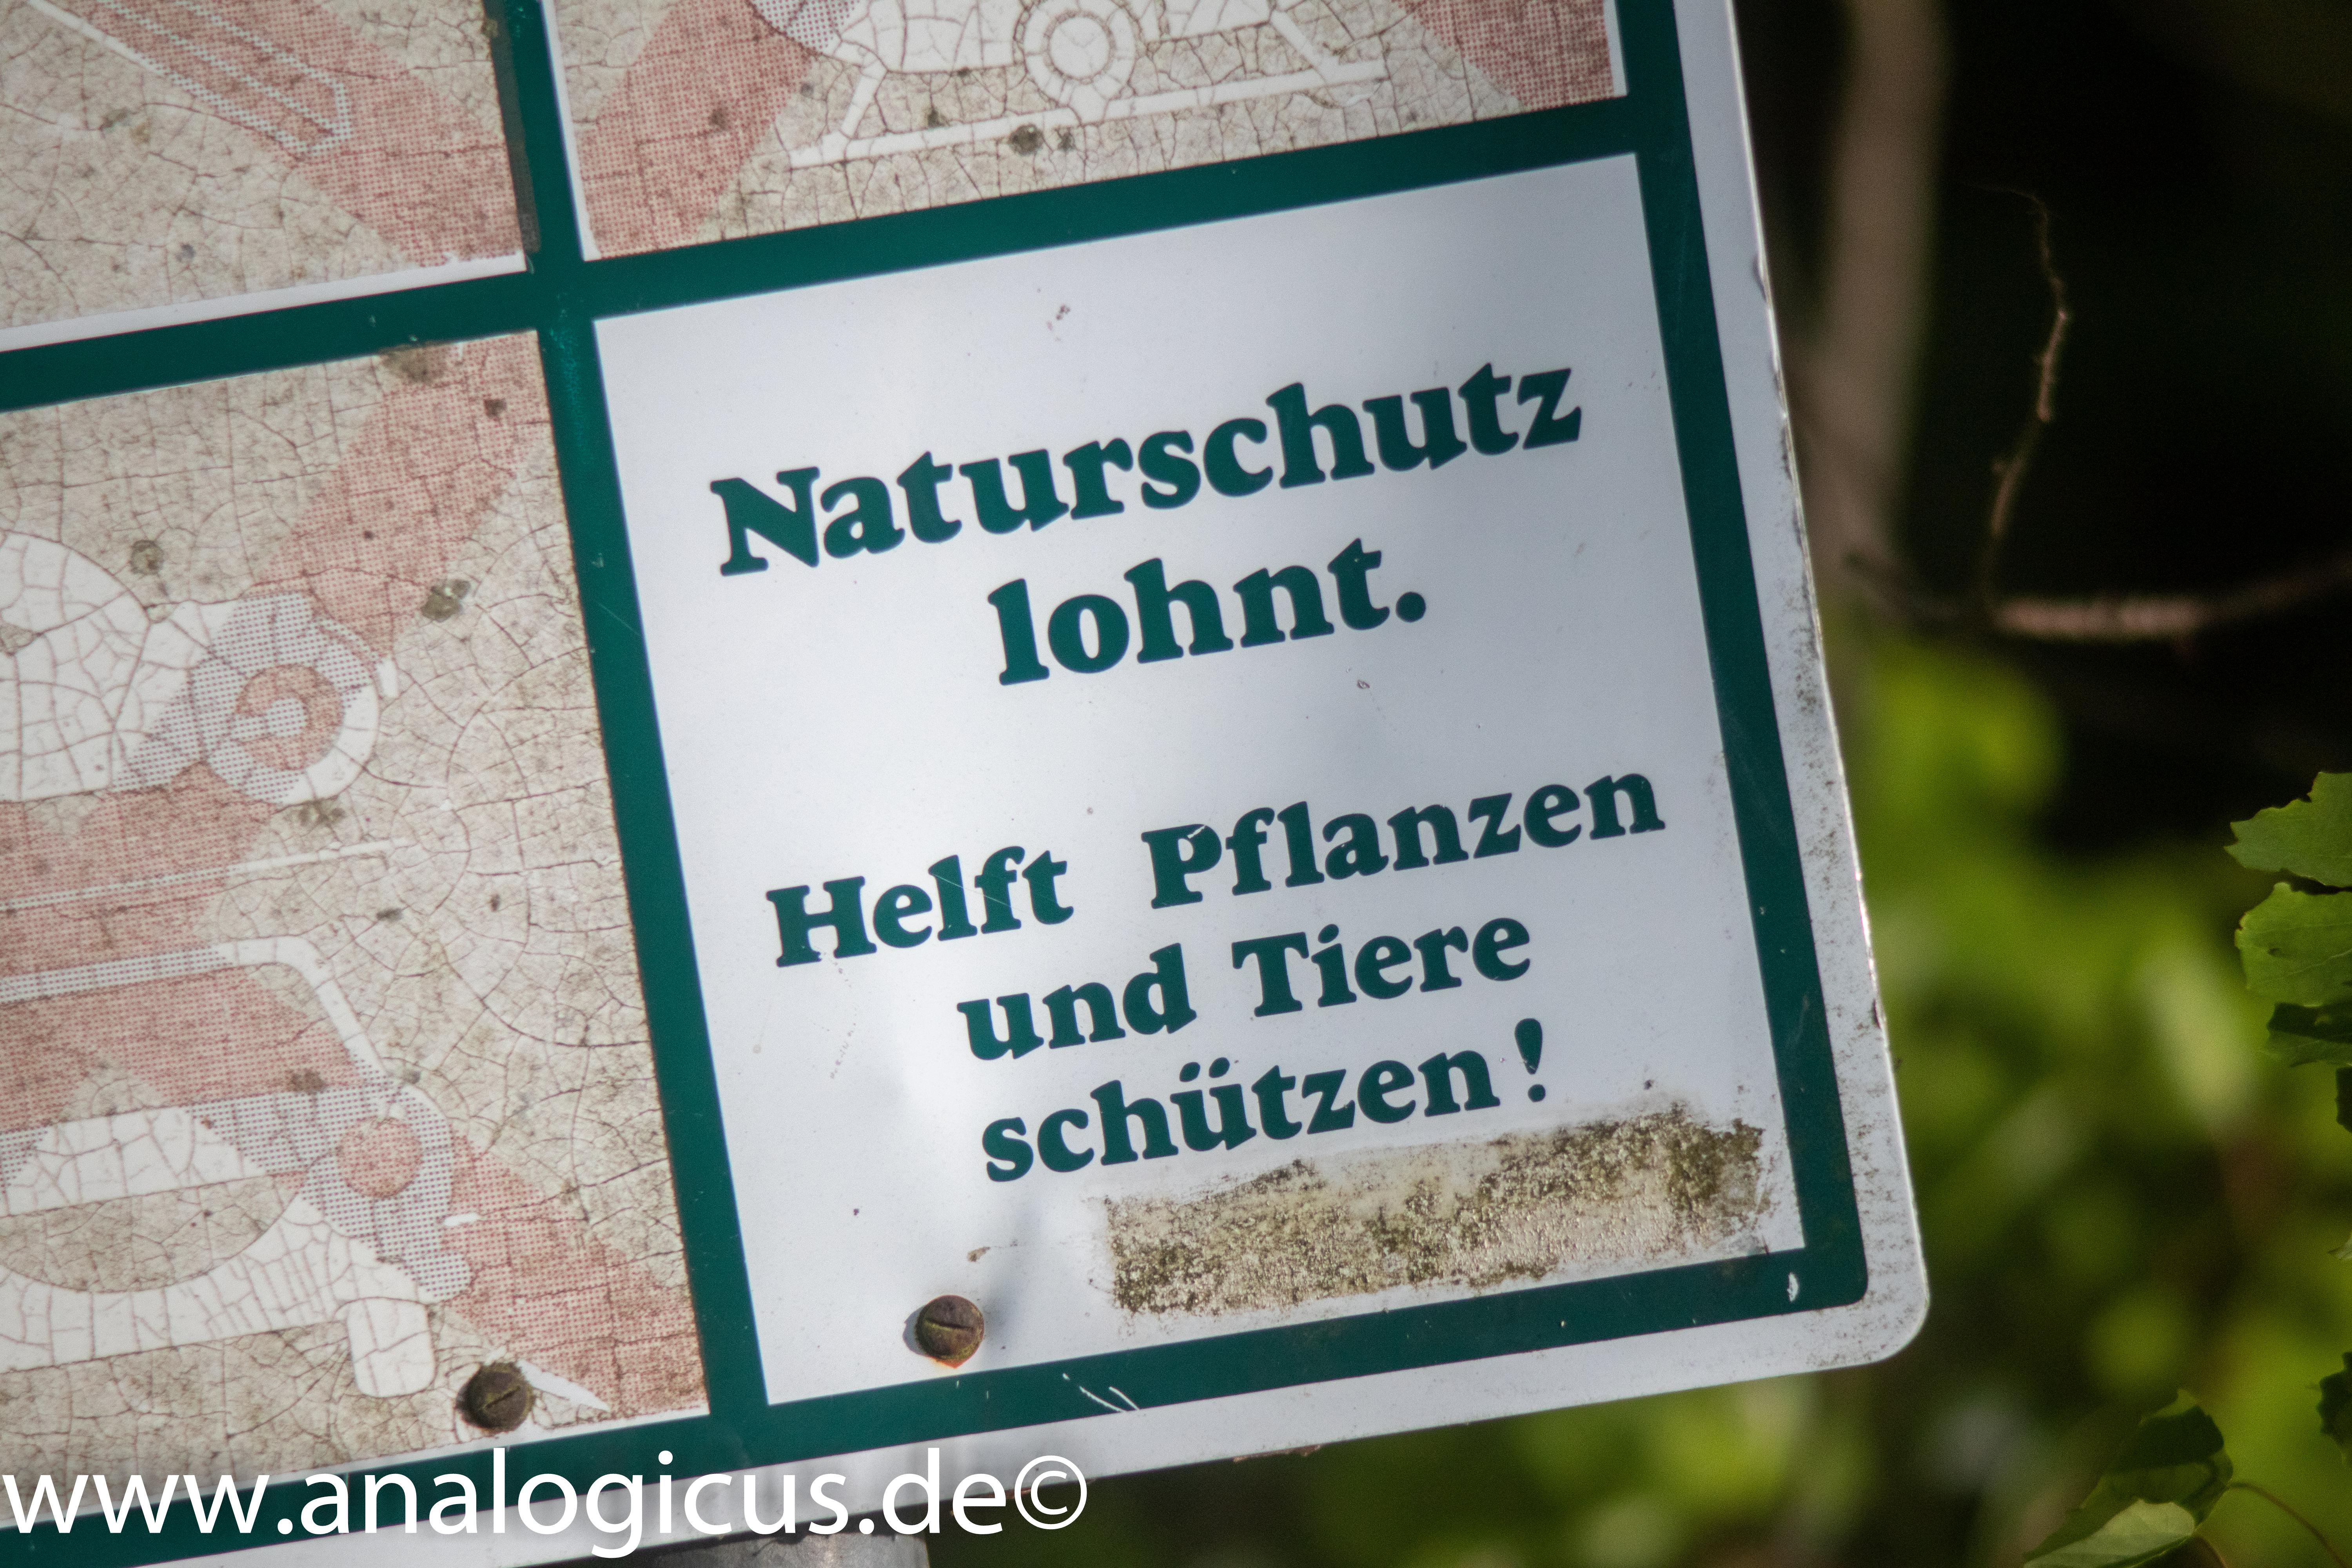 Naturschutz
lohnt.
Helft Pflanzen
und Tiere
schützen!
www.analogicus.de©